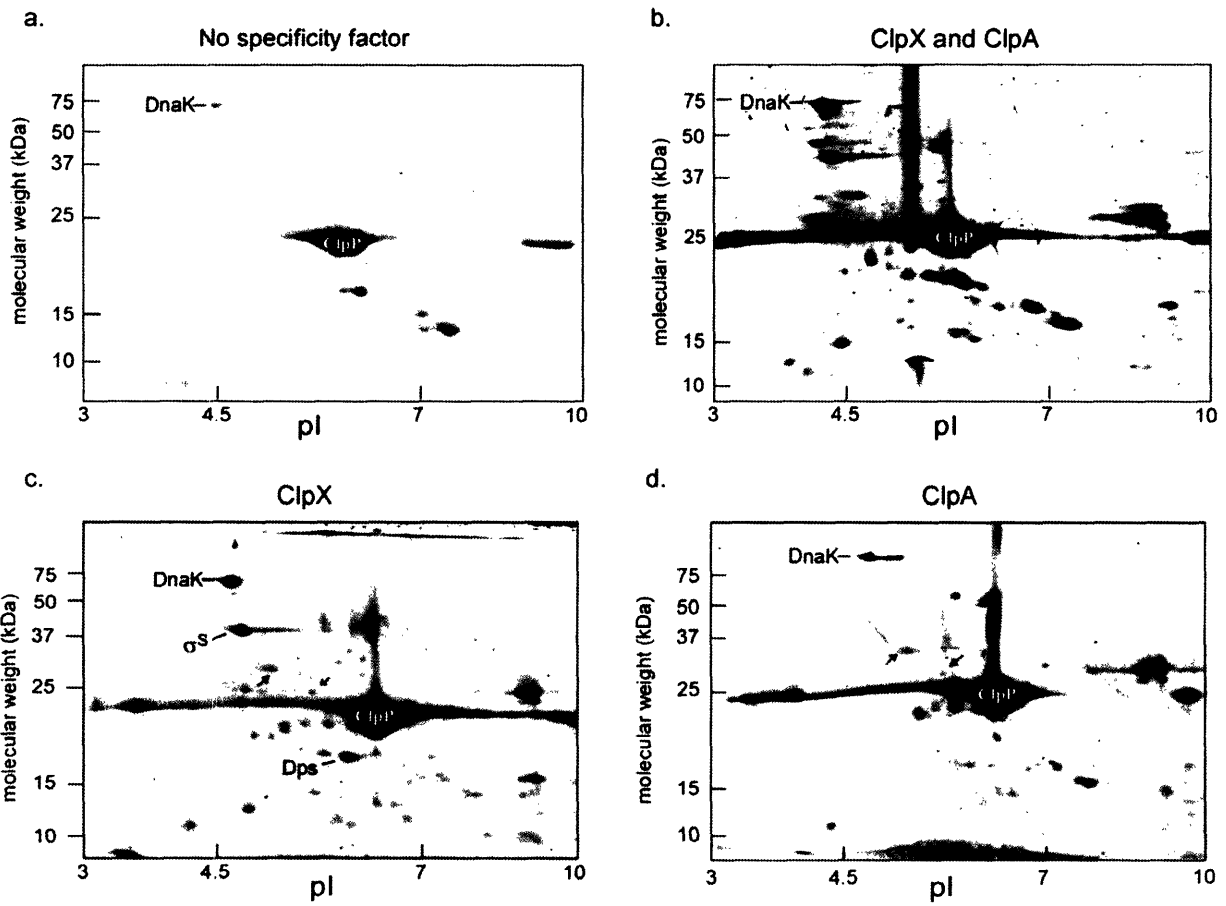 a.
No specificity factor
molecular weight (kDa)
75
50
37
25
15
10
DnaK
ClpP
3
4.5
7
10
pI
b.
ClpX and ClpA
molecular weight (kDa)
75
50
37
25
15
10
DnaK
ClpP
3
4.5
7
10
pI
c.
ClpX
molecular weight (kDa)
75
50
37
25
15
10
DnaK
σS
ClpP
Dps
3
4.5
7
10
pI
d.
ClpA
molecular weight (kDa)
75
50
37
25
15
10
DnaK
ClpP
3
4.5
7
10
pI